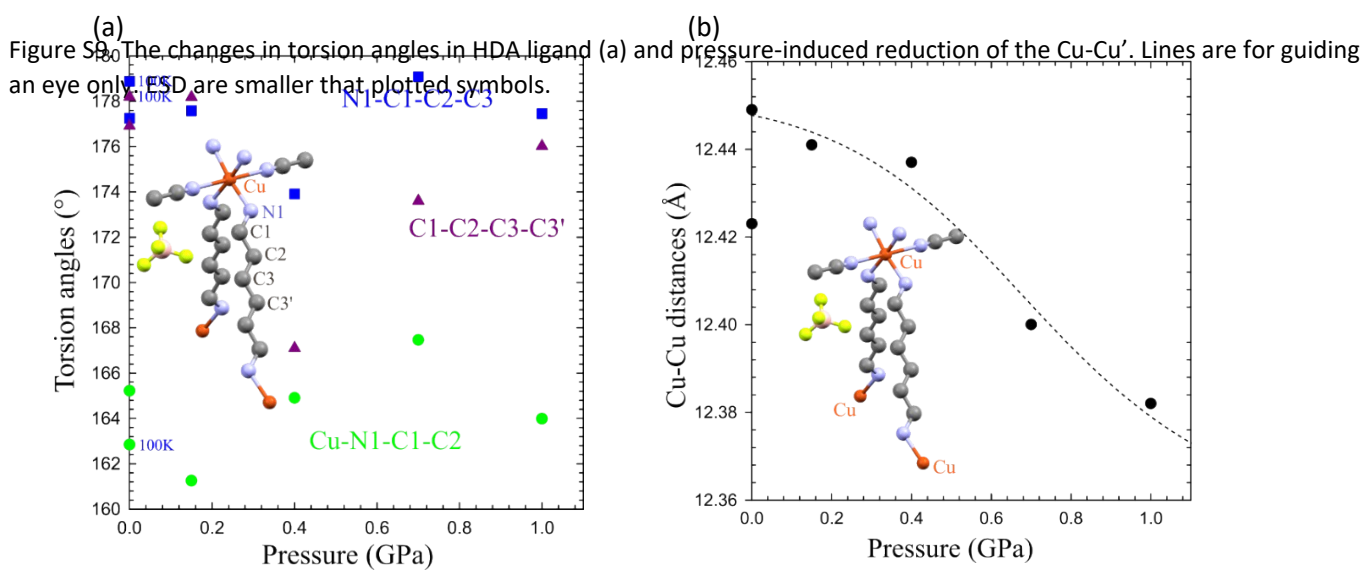 (a)
(b)
Figure S9. The changes in torsion angles in HDA ligand (a) and pressure-induced reduction of the Cu-Cu’. Lines are for guiding
an eye only. ESD are smaller that plotted symbols.
180
178
176
174
172
170
168
166
164
162
160
Torsion angles (°)
100K
100K
N1-C1-C2-C3
Cu
N1
C1
C2
C3
C3'
C1-C2-C3-C3'
100K
Cu-N1-C1-C2
0.0 0.2 0.4 0.6 0.8 1.0
Pressure (GPa)
12.46
12.44
12.42
12.40
12.38
12.36
Cu-Cu distances (Å)
Cu
Cu
Cu
0.0 0.2 0.4 0.6 0.8 1.0
Pressure (GPa)